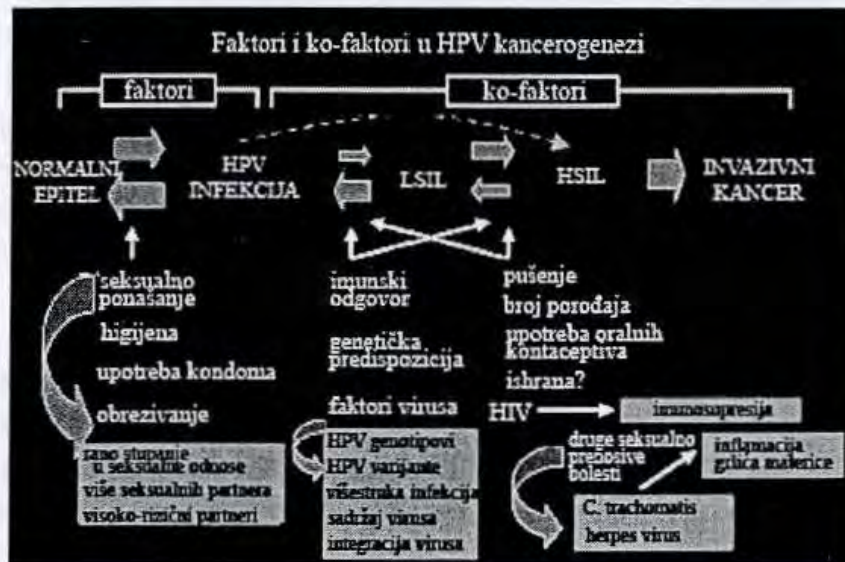 Faktori i ko-faktori u HPV kancerogenezi
faktori
ko-faktori
NORMALNI
EPITEL
HPV
INFEKCIJA
LSIL
HSIL
INVAZIVNI
KANCER
seksualno
ponašanje
higijena
upotreba kondoma
obrezivanje
rano stupanje
u seksualne odnose
više seksualnih partnera
visoko-rizični partneri
imunski
odgovor
genetička
predispozicija
faktori virusa
HPV genotipovi
HPV varijante
višestruka infekcija
sadržaj virusa
integracija virusa
pušenje
broj porođaja
upotreba oralnih
kontaceptiva
ishrana?
HIV
imunosupresija
druge seksualno
prenosive
bolesti
inflamacija
grlića materice
C. trachomatis
herpes virus